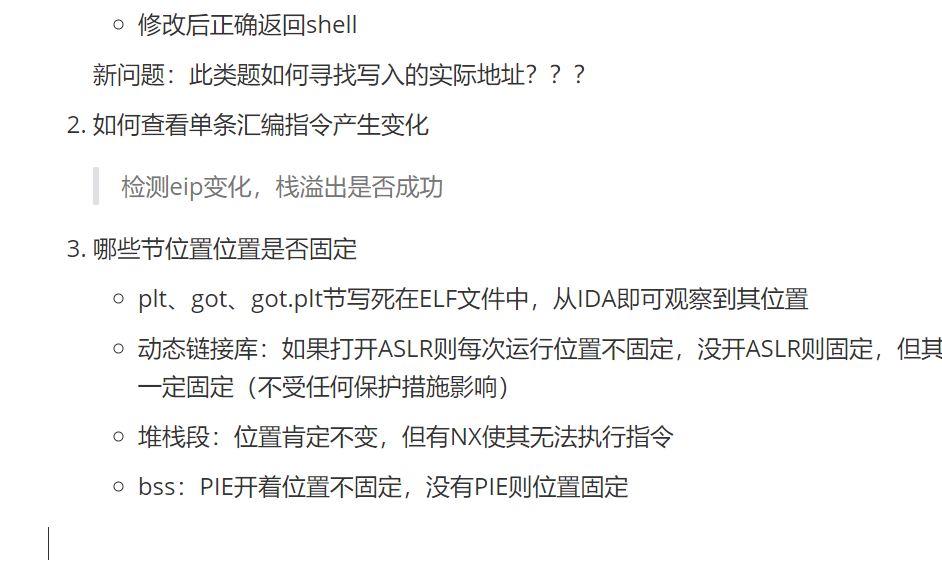 修改后正确返回shell
新问题：此类题如何寻找写入的实际地址？？？
2. 如何查看单条汇编指令产生变化
检测eip变化，栈溢出是否成功
3. 哪些节位置位置是否固定
plt、got、got.plt节写死在ELF文件中，从IDA即可观察到其位置
动态链接库：如果打开ASLR则每次运行位置不固定，没开ASLR则固定，但其
一定固定（不受任何保护措施影响）
堆栈段：位置肯定不变，但有NX使其无法执行指令
bss：PIE开着位置不固定，没有PIE则位置固定